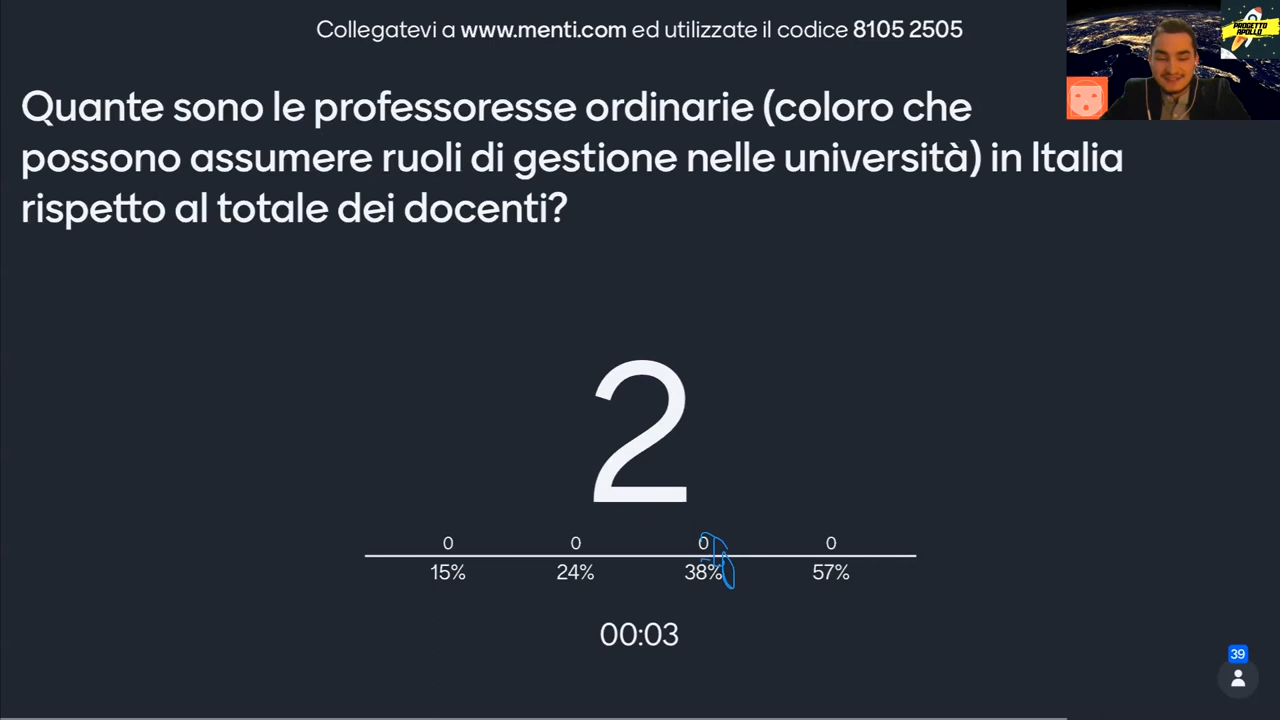 Collegatevi a www.menti.com ed utilizzate il codice 8105 2505
PROGETTO
APOLLO
Quante sono le professoresse ordinarie (coloro che
possono assumere ruoli di gestione nelle università) in Italia
rispetto al totale dei docenti?
2
0 0 0 0
15% 24% 38% 57%
00:03
39